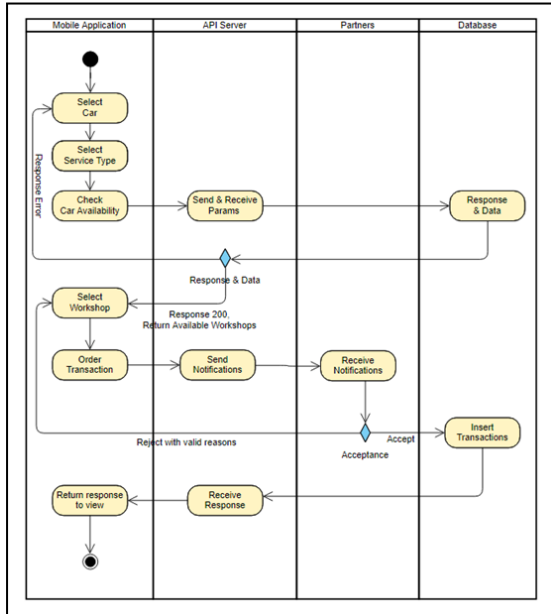 Mobile Application
API Server
Partners
Database
Select
Car
Select
Service Type
Response Error
Check
Car Availability
Send & Receive
Params
Response
& Data
Response & Data
Select
Workshop
Response 200,
Return Available Workshops
Order
Transaction
Send
Notifications
Receive
Notifications
Reject with valid reasons
Acceptance
Accept
Insert
Transactions
Return response
to view
Receive
Response